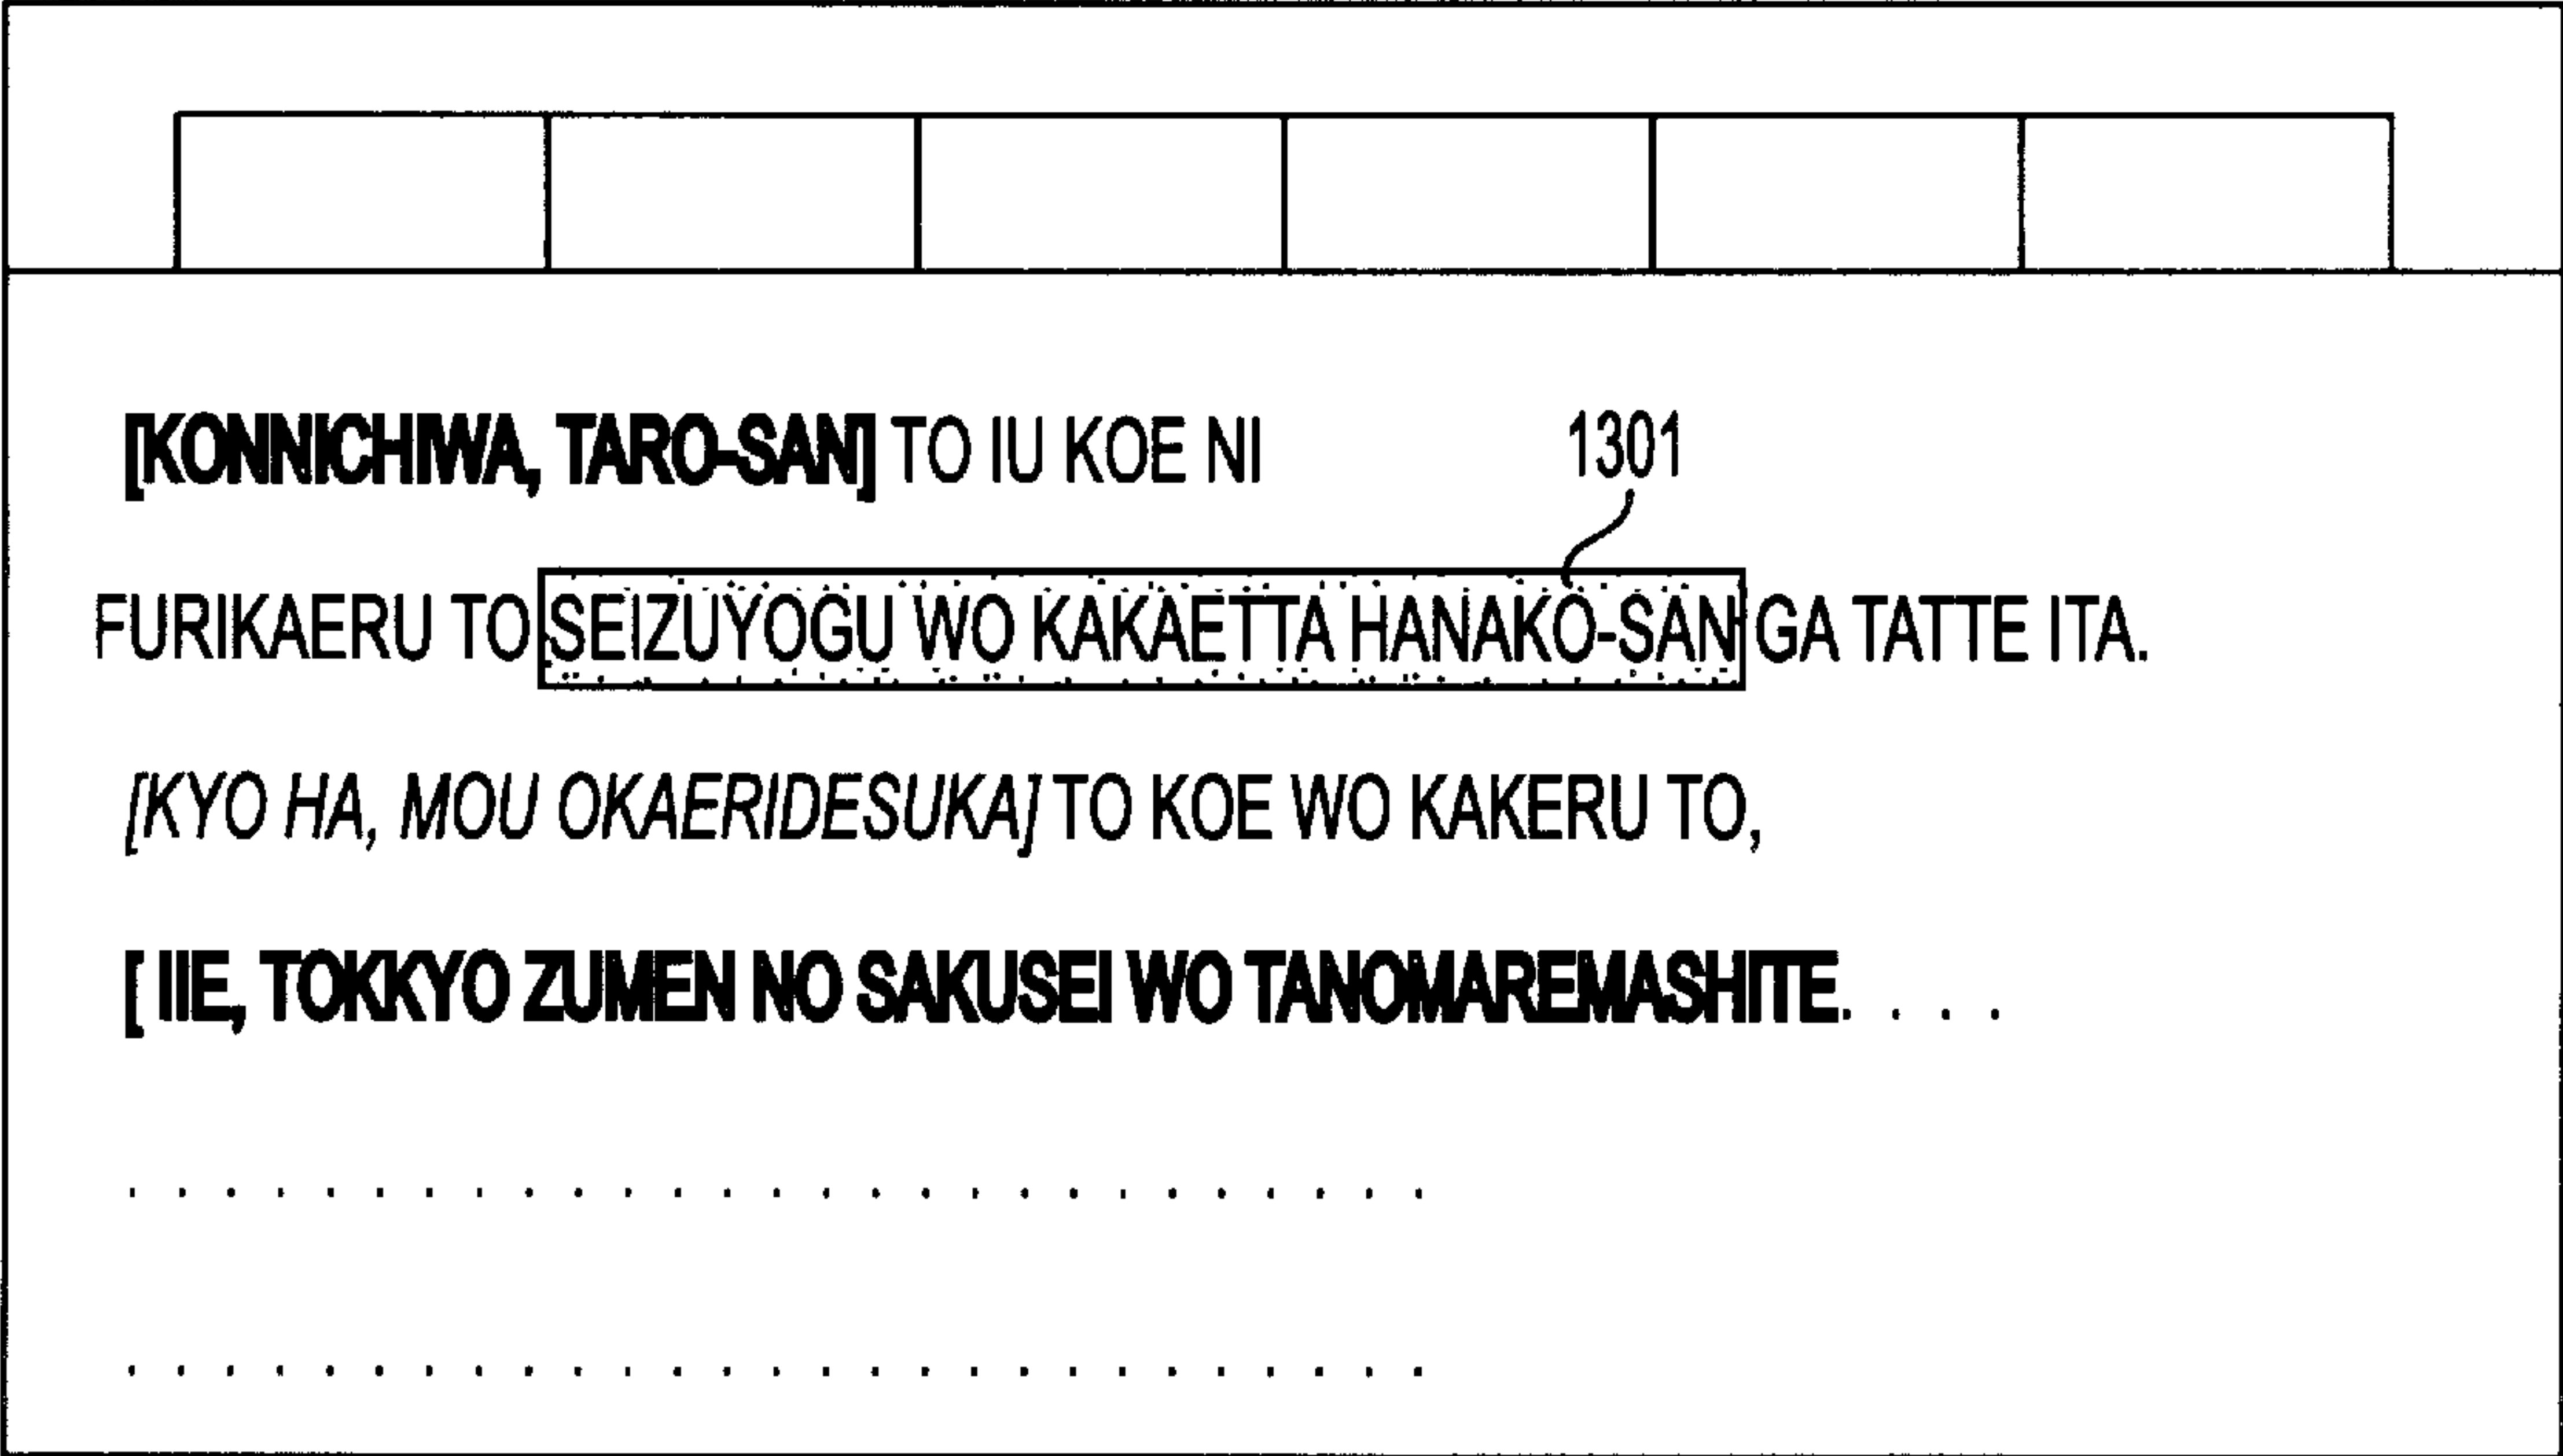 [KONNICHIWA, TARO-SAN] TO IU KOE NI
1301
FURIKAERU TO SEIZUYOGU WO KAKAETTA HANAKO-SAN GA TATTE ITA.
[KYO HA, MOU OKAERIDESUKA] TO KOE WO KAKERU TO,
[ IIE, TOKKYO ZUMEN NO SAKUSEI WO TANOMAREMASHITE. . . .
. . . . . . . . . . . . . . . . . . . . . . . . . . .
. . . . . . . . . . . . . . . . . . . . . . . . . . .